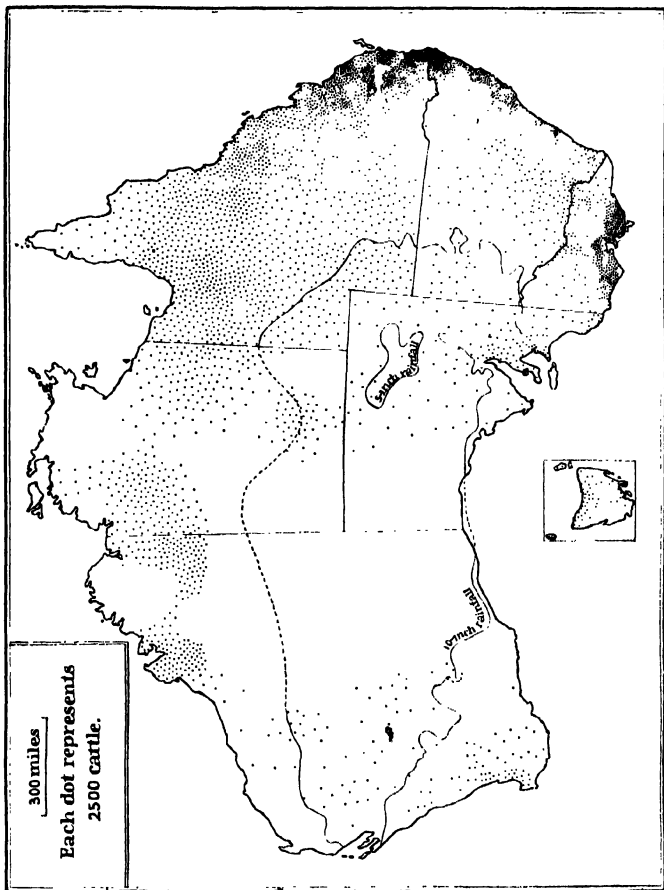 300 miles
Each dot represents
2500 cattle.
5 inch rainfall
10 inch rainfall